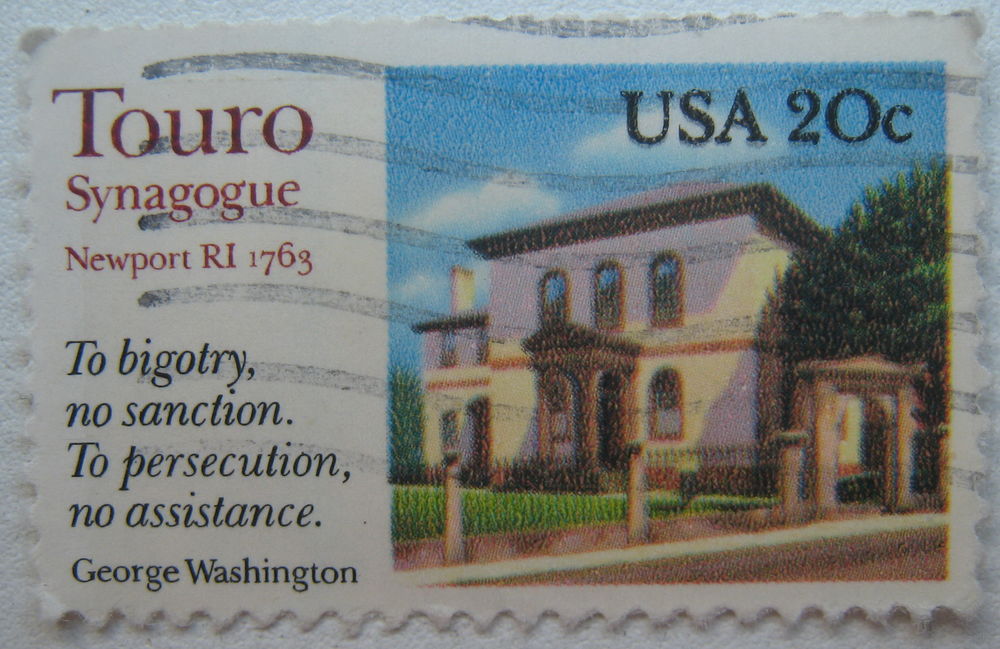 Touro
Synagogue
Newport RI 1763
USA 20c
To bigotry,
no sanction.
To persecution,
no assistance.
George Washington